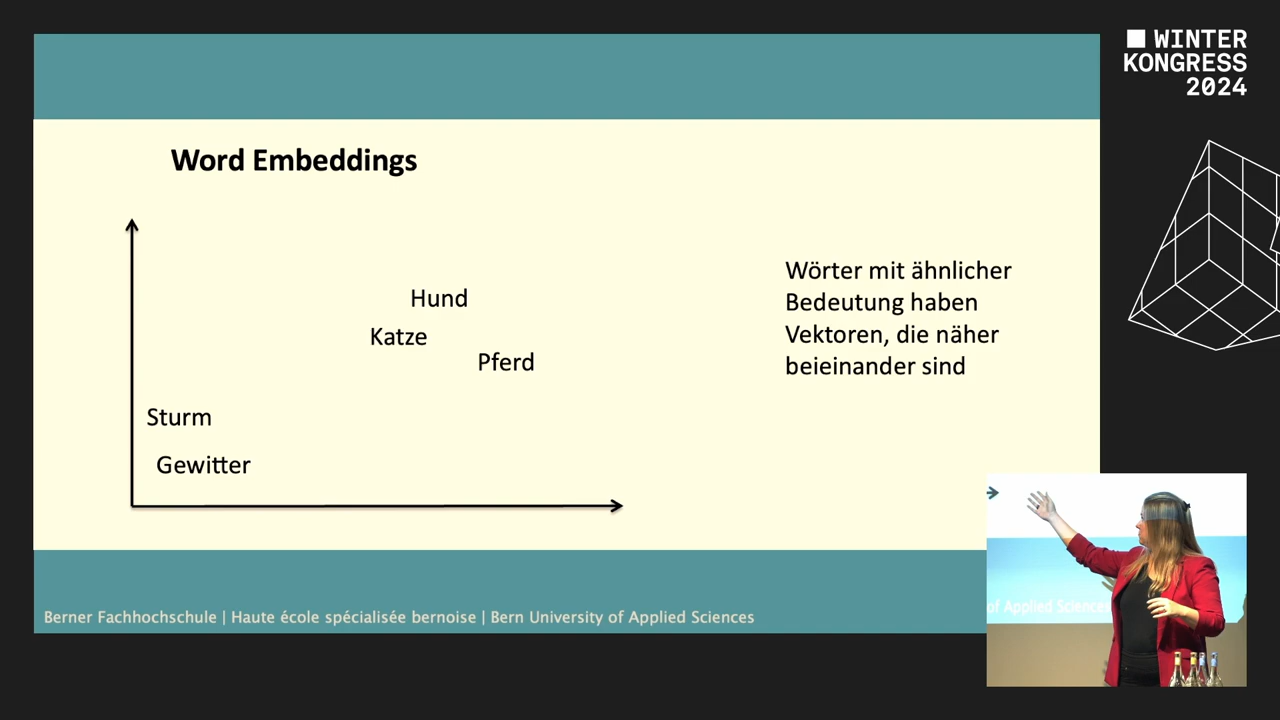 WINTER
KONGRESS
2024
Word Embeddings
Hund
Katze
Pferd
Sturm
Gewitter
Wörter mit ähnlicher
Bedeutung haben
Vektoren, die näher
beieinander sind
Berner Fachhochschule | Haute école spécialisée bernoise | Bern University of Applied Sciences
of Applied Sciences